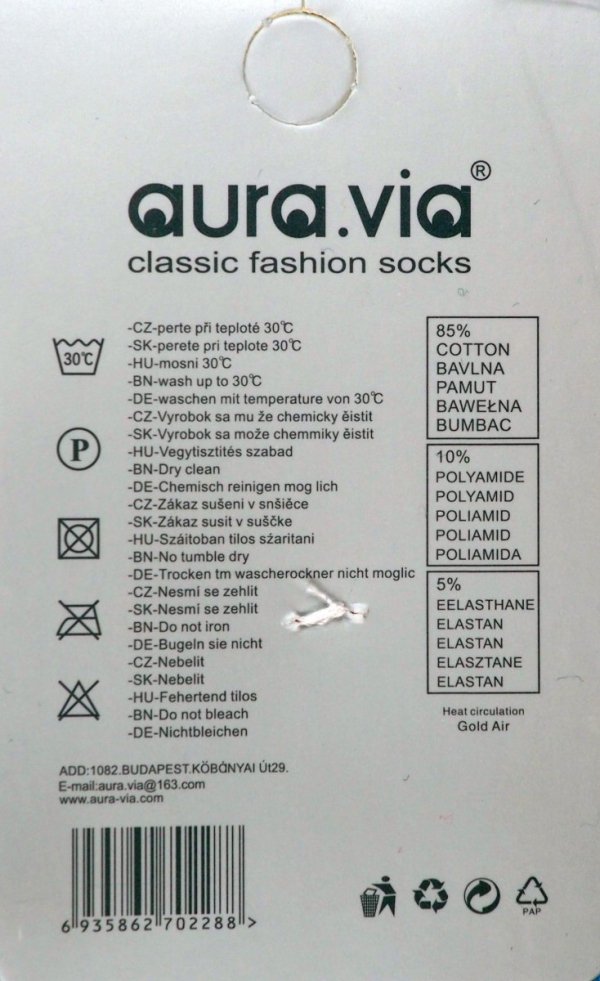 aura.via®
classic fashion socks
30℃
P
-CZ-perte při teploté 30℃
-SK-perete pri teplote 30℃
-HU-mosni 30℃
-BN-wash up to 30℃
-DE-waschen mit temperature von 30℃
-CZ-Vyrobok sa mu že chemicky ěistit
-SK-Vyrobok sa može chemmiky ěistit
-HU-Vegytisztités szabad
-BN-Dry clean
-DE-Chemisch reinigen mog lich
-CZ-Zákaz sušeni v snšièce
-SK-Zákaz susit v suščke
-HU-Száitoban tilos sźaritani
-BN-No tumble dry
-DE-Trocken tm wascherockner nicht moglic
-CZ-Nesmí se zehlit
-SK-Nesmí se zehlit
-BN-Do not iron
-DE-Bugeln sie nicht
-CZ-Nebelit
-SK-Nebelit
-HU-Fehertend tilos
-BN-Do not bleach
-DE-Nichtbleichen
85%
COTTON
BAVLNA
PAMUT
BAWEŁNA
BUMBAC
10%
POLYAMIDE
POLYAMID
POLIAMID
POLIAMID
POLIAMIDA
5%
EELASTHANE
ELASTAN
ELASTAN
ELASZTANE
ELASTAN
Heat circulation
Gold Air
ADD:1082.BUDAPEST.KÖBÁNYAI Út29.
E-mail:aura.via@163.com
www.aura-via.com
6 935862 702288 >
PAP